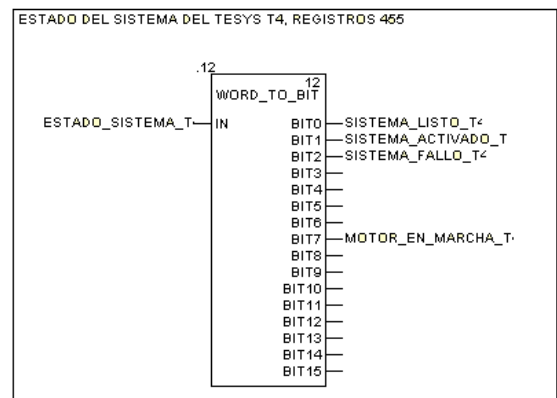 ESTADO DEL SISTEMA DEL TESYS T4, REGISTROS 455
.12
12
WORD_TO_BIT
ESTADO_SISTEMA_T IN BIT0 SISTEMA_LISTO_T4
BIT1 SISTEMA_ACTIVADO_T
BIT2 SISTEMA_FALLO_T4
BIT3
BIT4
BIT5
BIT6
BIT7 MOTOR_EN_MARCHA_T
BIT8
BIT9
BIT10
BIT11
BIT12
BIT13
BIT14
BIT15